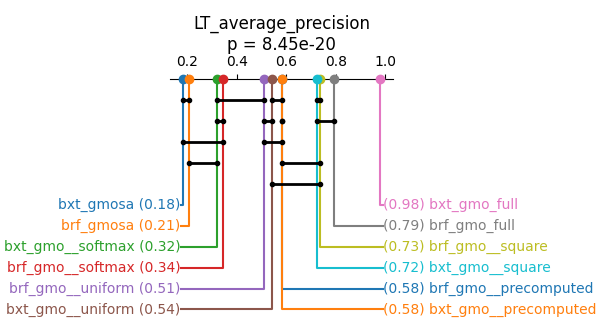 LT_average_precision
p = 8.45e-20
0.2 0.4 0.6 0.8 1.0
bxt_gmosa (0.18) (0.98) bxt_gmo_full
brf_gmosa (0.21) (0.79) brf_gmo_full
bxt_gmo__softmax (0.32) (0.73) brf_gmo__square
brf_gmo__softmax (0.34) (0.72) bxt_gmo__square
brf_gmo__uniform (0.51) (0.58) brf_gmo__precomputed
bxt_gmo__uniform (0.54) (0.58) bxt_gmo__precomputed